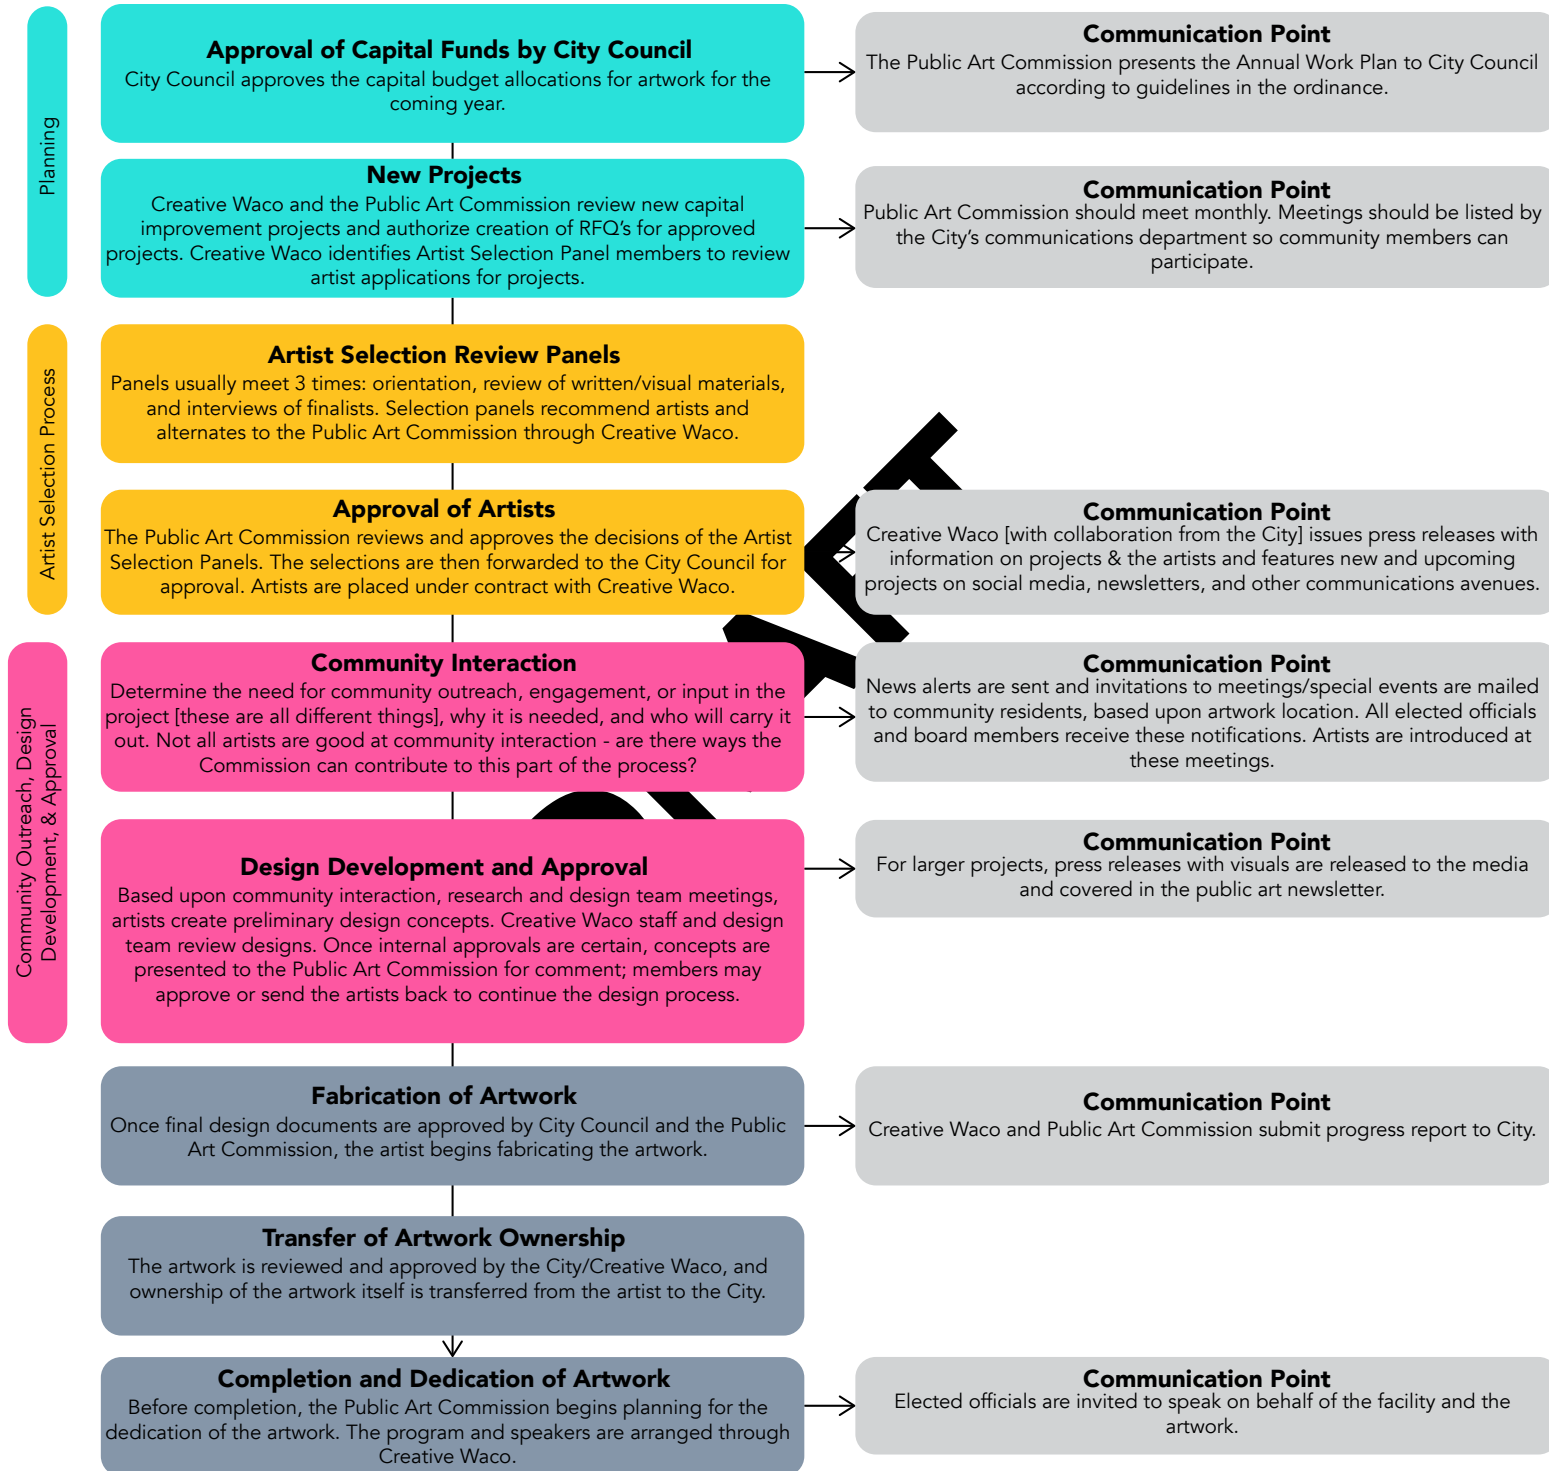 Planning
Approval of Capital Funds by City Council
City Council approves the capital budget allocations for artwork for the
coming year.
Communication Point
The Public Art Commission presents the Annual Work Plan to City Council
according to guidelines in the ordinance.
New Projects
Creative Waco and the Public Art Commission review new capital
improvement projects and authorize creation of RFQ's for approved
projects. Creative Waco identifies Artist Selection Panel members to review
artist applications for projects.
Communication Point
Public Art Commission should meet monthly. Meetings should be listed by
the City's communications department so community members can
participate.
Artist Selection Process
Artist Selection Review Panels
Panels usually meet 3 times: orientation, review of written/visual materials,
and interviews of finalists. Selection panels recommend artists and
alternates to the Public Art Commission through Creative Waco.
Approval of Artists
The Public Art Commission reviews and approves the decisions of the Artist
Selection Panels. The selections are then forwarded to the City Council for
approval. Artists are placed under contract with Creative Waco.
Communication Point
Creative Waco [with collaboration from the City] issues press releases with
information on projects & the artists and features new and upcoming
projects on social media, newsletters, and other communications avenues.
Community Outreach, Design
Development, & Approval
Community Interaction
Determine the need for community outreach, engagement, or input in the
project [these are all different things], why it is needed, and who will carry it
out. Not all artists are good at community interaction - are there ways the
Commission can contribute to this part of the process?
Communication Point
News alerts are sent and invitations to meetings/special events are mailed
to community residents, based upon artwork location. All elected officials
and board members receive these notifications. Artists are introduced at
these meetings.
Design Development and Approval
Based upon community interaction, research and design team meetings,
artists create preliminary design concepts. Creative Waco staff and design
team review designs. Once internal approvals are certain, concepts are
presented to the Public Art Commission for comment; members may
approve or send the artists back to continue the design process.
Communication Point
For larger projects, press releases with visuals are released to the media
and covered in the public art newsletter.
Fabrication of Artwork
Once final design documents are approved by City Council and the Public
Art Commission, the artist begins fabricating the artwork.
Communication Point
Creative Waco and Public Art Commission submit progress report to City.
Transfer of Artwork Ownership
The artwork is reviewed and approved by the City/Creative Waco, and
ownership of the artwork itself is transferred from the artist to the City.
Completion and Dedication of Artwork
Before completion, the Public Art Commission begins planning for the
dedication of the artwork. The program and speakers are arranged through
Creative Waco.
Communication Point
Elected officials are invited to speak on behalf of the facility and the
artwork.